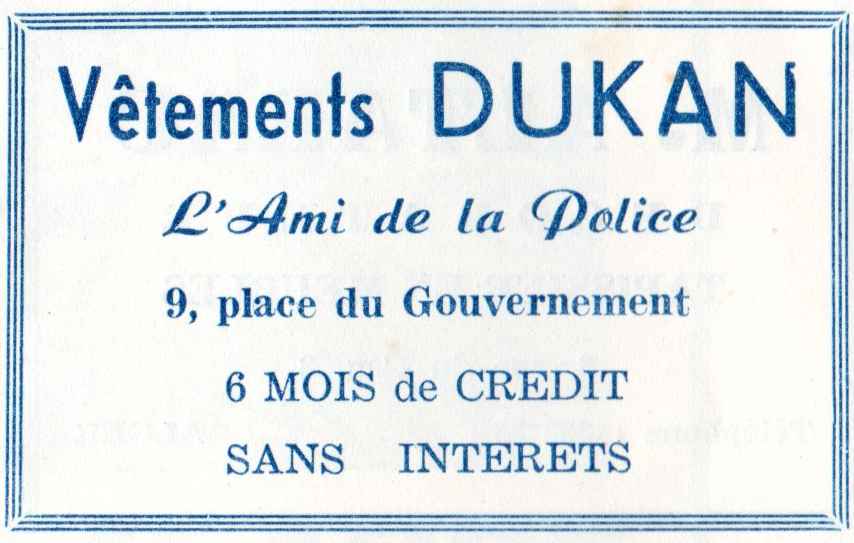 Vêtements DUKAN
L'Ami de la Police
9, place du Gouvernement
6 MOIS de CREDIT
SANS INTERETS